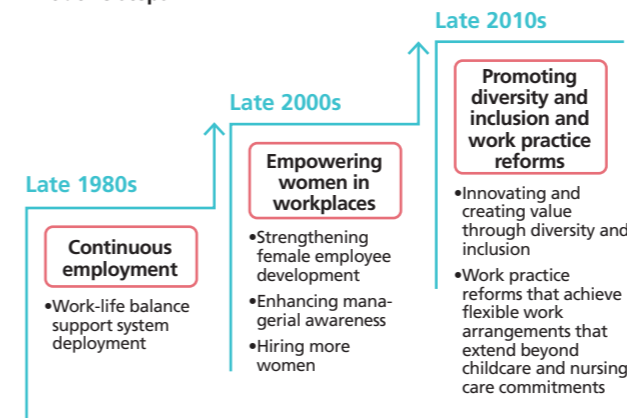 Late 1980s
Continuous
employment
•Work-life balance
support system
deployment
Late 2000s
Empowering
women in
workplaces
•Strengthening
female employee
development
•Enhancing mana-
gerial awareness
•Hiring more
women
Late 2010s
Promoting
diversity and
inclusion and
work practice
reforms
•Innovating and
creating value
through diversity and
inclusion
•Work practice
reforms that achieve
flexible work
arrangements that
extend beyond
childcare and nursing
care commitments